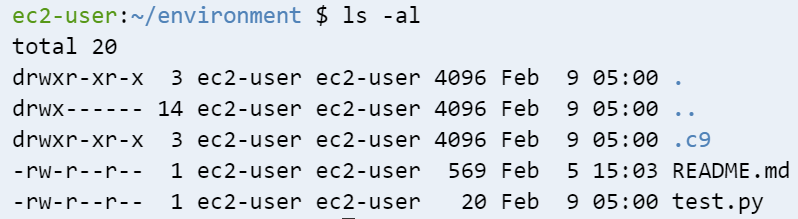 ec2-user:~/environment $ ls -al
total 20
drwxr-xr-x  3 ec2-user ec2-user 4096 Feb  9 05:00 .
drwx------ 14 ec2-user ec2-user 4096 Feb  9 05:00 ..
drwxr-xr-x  3 ec2-user ec2-user 4096 Feb  9 05:00 .c9
-rw-r--r--  1 ec2-user ec2-user  569 Feb  5 15:03 README.md
-rw-r--r--  1 ec2-user ec2-user   20 Feb  9 05:00 test.py